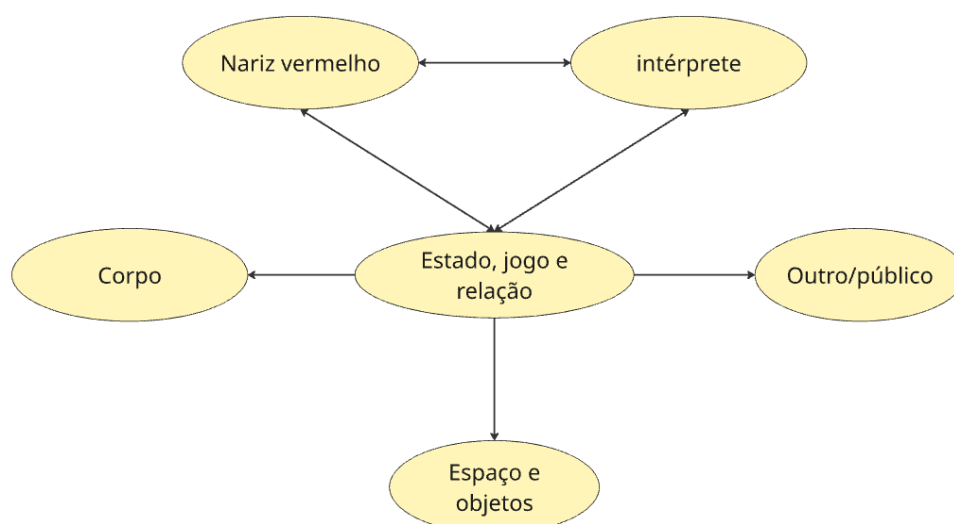 Nariz vermelho
intérprete
Corpo
Estado, jogo e
relação
Outro/público
Espaço e
objetos